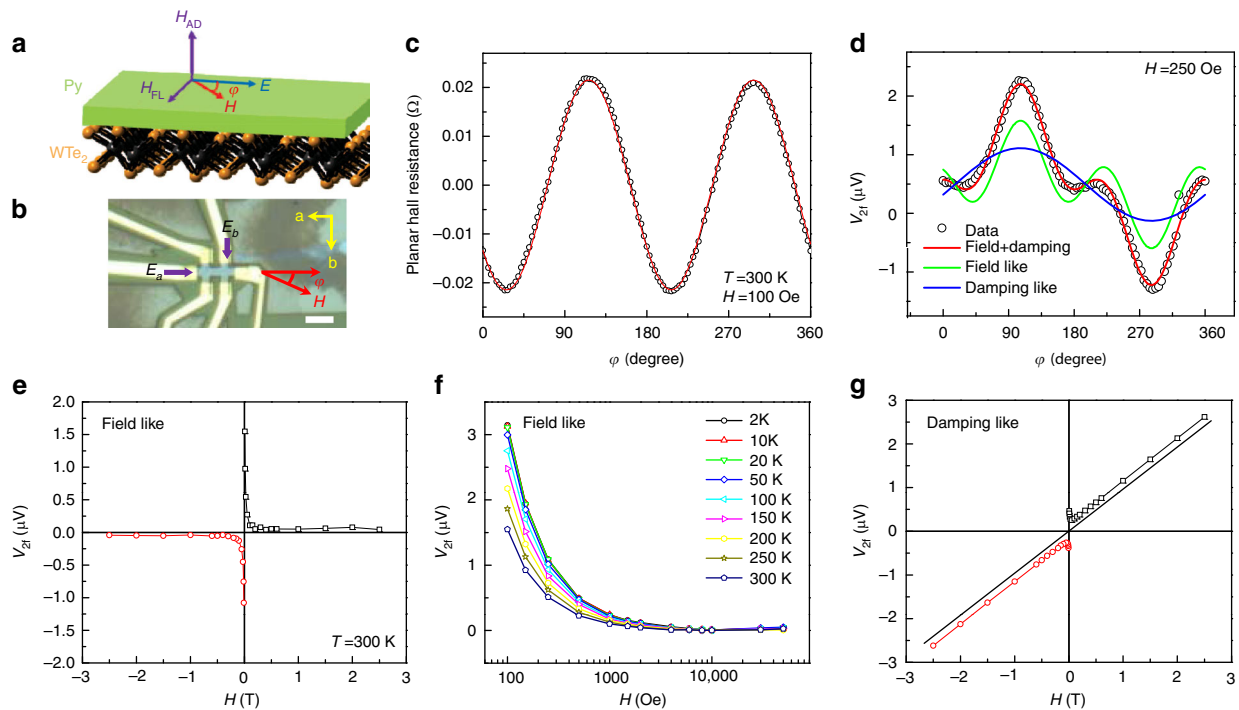 a
H_AD
Py
H_FL
φ
E
H
WTe₂
b
E_b
a
b
E_a
φ
H
c
Planar hall resistance (Ω)
0.02
0.01
0.00
−0.01
−0.02
T=300 K
H=100 Oe
0 90 180 270 360
φ (degree)
d
H=250 Oe
V_2f (μV)
2
1
0
−1
Data
Field+damping
Field like
Damping like
0 90 180 270 360
φ (degree)
e
Field like
V_2f (μV)
2.0
1.5
1.0
0.5
0.0
−0.5
−1.0
−1.5
−2.0
T=300 K
−3 −2 −1 0 1 2 3
H (T)
f
Field like
V_2f (μV)
3
2
1
0
2K
10K
20 K
50 K
100 K
150 K
200 K
250 K
300 K
100 1000 10,000
H (Oe)
g
Damping like
V_2f (μV)
3
2
1
0
−1
−2
−3
−3 −2 −1 0 1 2 3
H (T)